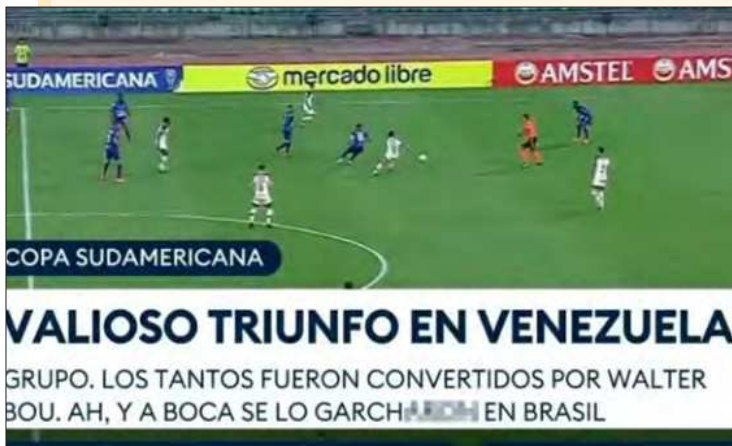 SUDAMERICANA mercado libre AMSTEL AMS
COPA SUDAMERICANA
VALIOSO TRIUNFO EN VENEZUELA
GRUPO. LOS TANTOS FUERON CONVERTIDOS POR WALTER
BOU. AH, Y A BOCA SE LO EN BRASIL